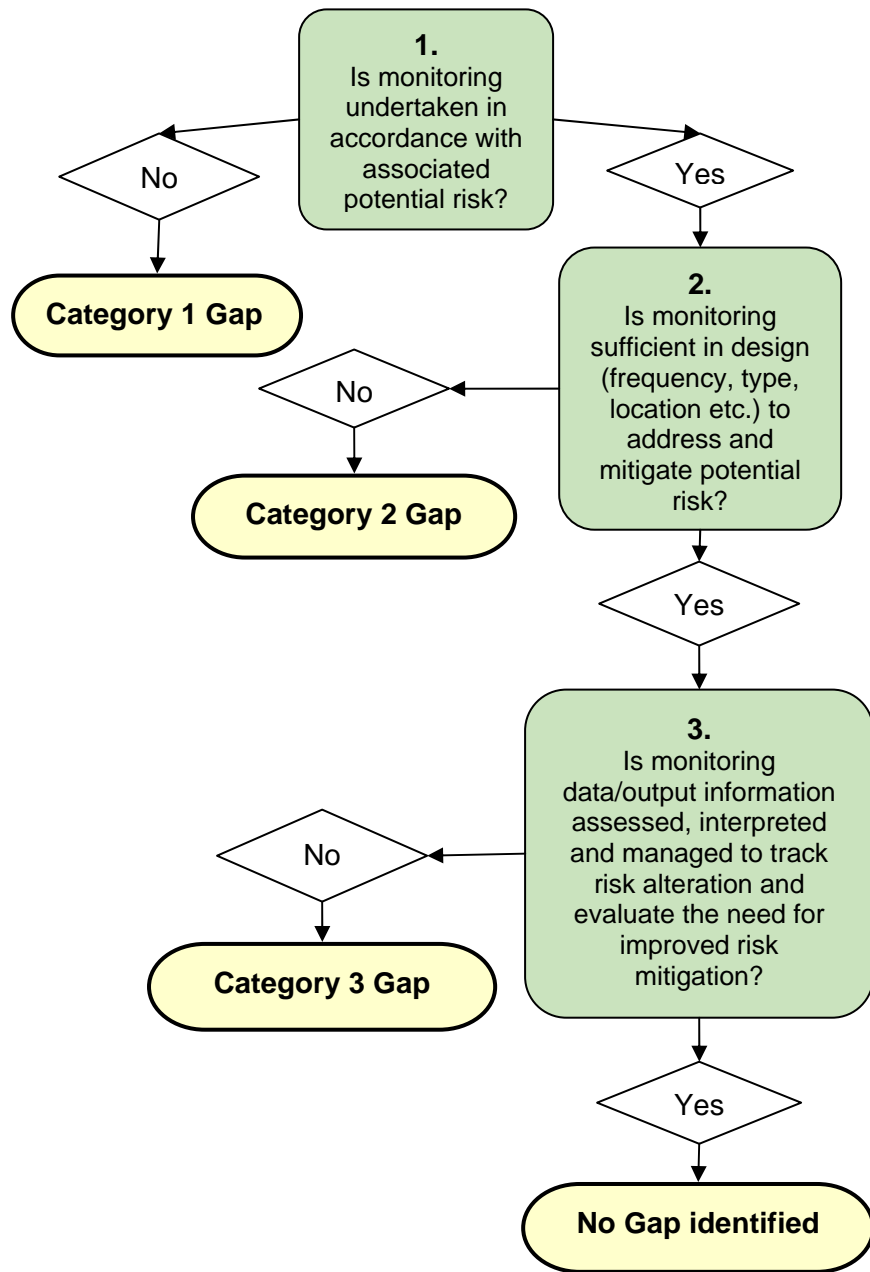 1.
Is monitoring
undertaken in
accordance with
associated
potential risk?
No
Yes
Category 1 Gap
2.
Is monitoring
sufficient in design
(frequency, type,
location etc.) to
address and
mitigate potential
risk?
No
Category 2 Gap
Yes
3.
Is monitoring
data/output information
assessed, interpreted
and managed to track
risk alteration and
evaluate the need for
improved risk
mitigation?
No
Category 3 Gap
Yes
No Gap identified